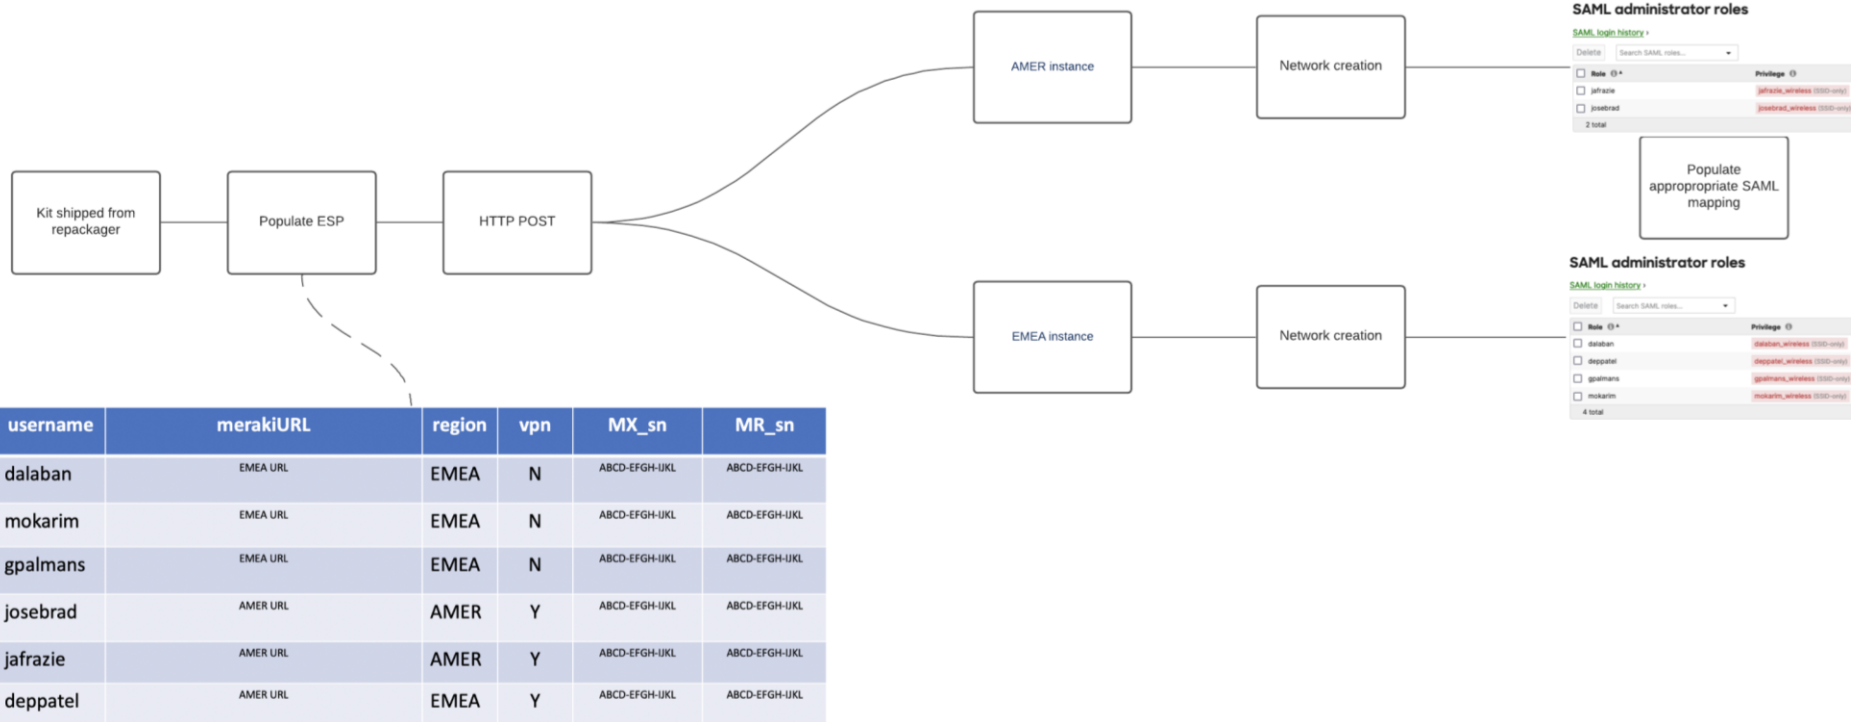 Kit shipped from
repackager
Populate ESP
HTTP POST
AMER instance
Network creation
EMEA instance
Network creation
SAML administrator roles
SAML login history ›
Delete
Search SAML roles...
Role
Privilege
jafrazie
jafrazie_wireless (SSID-only)
josebrad
josebrad_wireless (SSID-only)
2 total
Populate
appropropriate SAML
mapping
SAML administrator roles
SAML login history ›
Delete
Search SAML roles...
Role
Privilege
dalaban
dalaban_wireless (SSID-only)
deppatel
deppatel_wireless (SSID-only)
gpalmans
gpalmans_wireless (SSID-only)
mokarim
mokarim_wireless (SSID-only)
4 total
username merakiURL region vpn MX_sn MR_sn
dalaban EMEA URL EMEA N ABCD-EFGH-IJKL ABCD-EFGH-IJKL
mokarim EMEA URL EMEA N ABCD-EFGH-IJKL ABCD-EFGH-IJKL
gpalmans EMEA URL EMEA N ABCD-EFGH-IJKL ABCD-EFGH-IJKL
josebrad AMER URL AMER Y ABCD-EFGH-IJKL ABCD-EFGH-IJKL
jafrazie AMER URL AMER Y ABCD-EFGH-IJKL ABCD-EFGH-IJKL
deppatel AMER URL EMEA Y ABCD-EFGH-IJKL ABCD-EFGH-IJKL